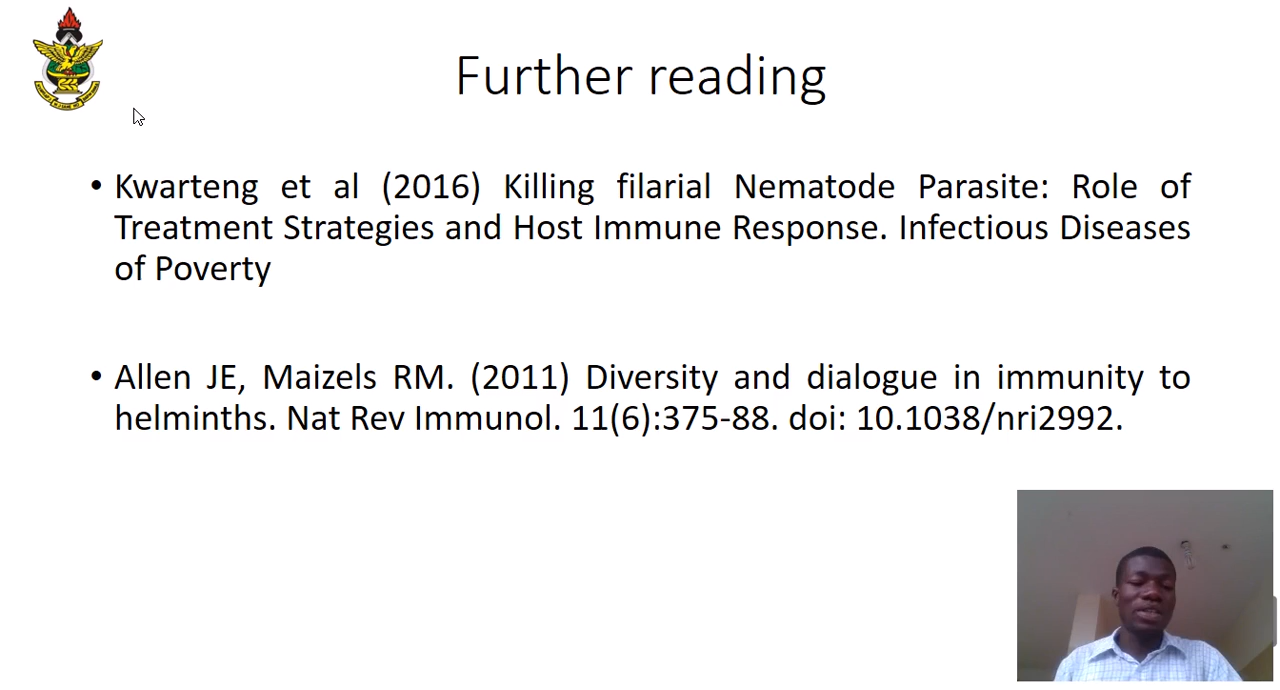 Further reading
• Kwarteng et al (2016) Killing filarial Nematode Parasite: Role of
Treatment Strategies and Host Immune Response. Infectious Diseases
of Poverty
• Allen JE, Maizels RM. (2011) Diversity and dialogue in immunity to
helminths. Nat Rev Immunol. 11(6):375-88. doi: 10.1038/nri2992.